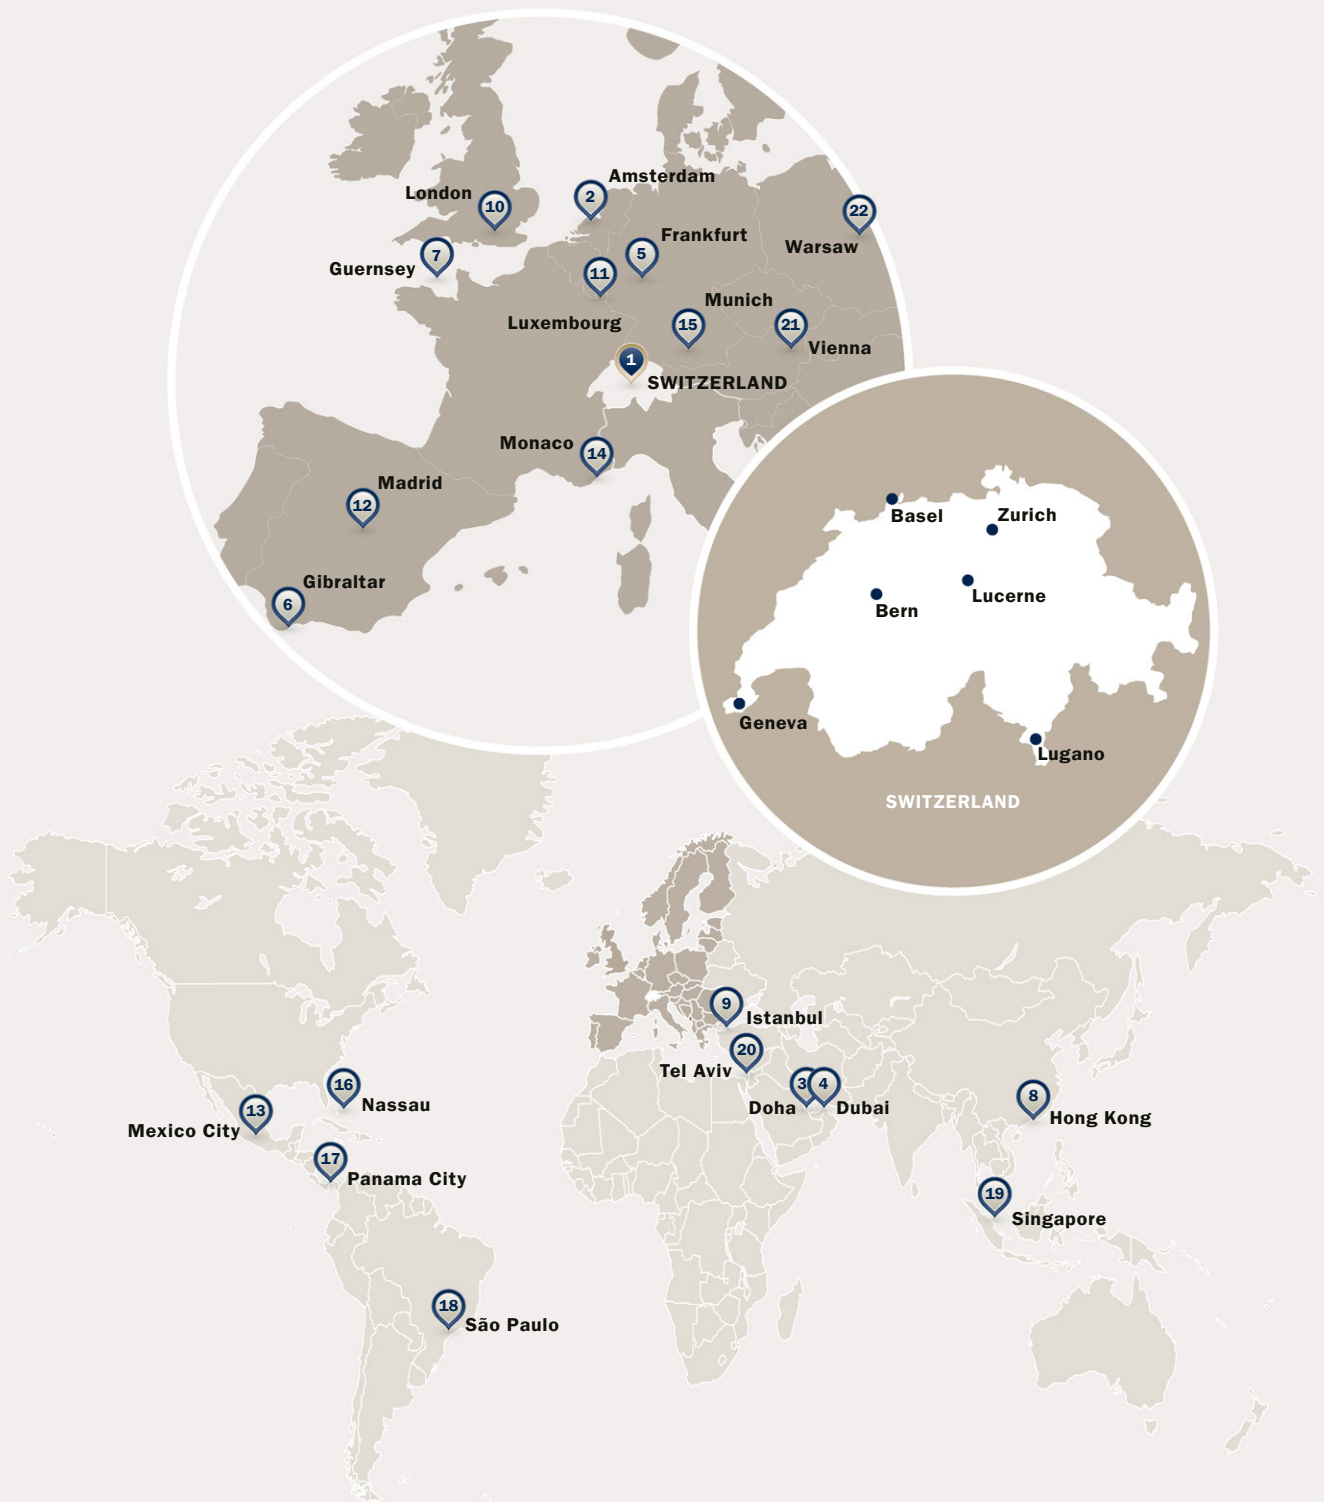 Amsterdam
2
London
10
22
Warsaw
Frankfurt
5
7
Guernsey
11
Luxembourg
Munich
15
21
Vienna
1
SWITZERLAND
Monaco
14
Madrid
12
Gibraltar
6
Basel
Zurich
Bern
Lucerne
Geneva
Lugano
SWITZERLAND
9
Istanbul
20
Tel Aviv
3
4
Doha
Dubai
8
Hong Kong
16
Nassau
13
Mexico City
17
Panama City
19
Singapore
18
São Paulo